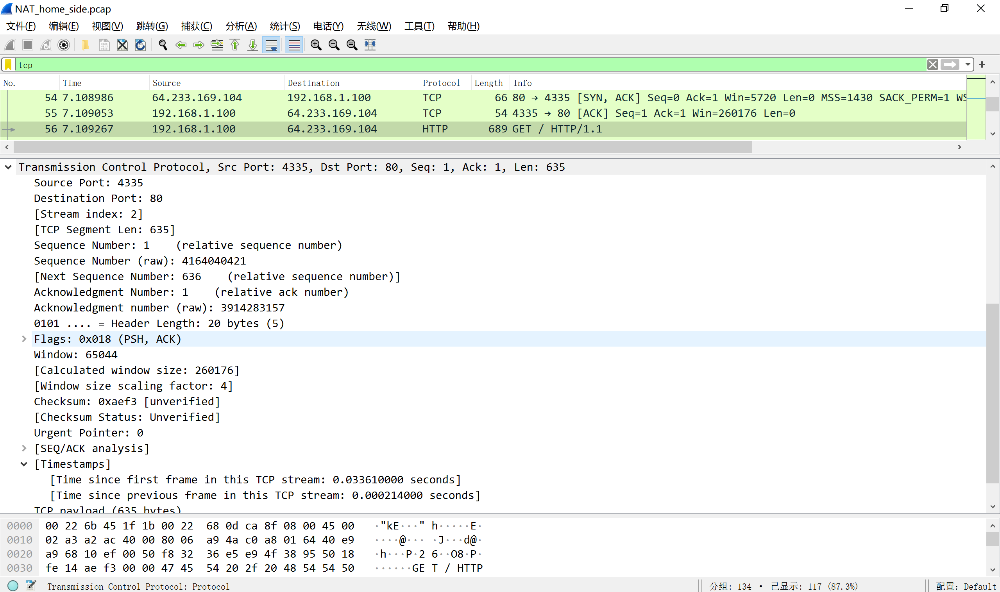 NAT_home_side.pcap
文件(F) 编辑(E) 视图(V) 跳转(G) 捕获(C) 分析(A) 统计(S) 电话(Y) 无线(W) 工具(T) 帮助(H)
tcp
No. Time Source Destination Protocol Length Info
54 7.108986 64.233.169.104 192.168.1.100 TCP 66 80 → 4335 [SYN, ACK] Seq=0 Ack=1 Win=5720 Len=0 MSS=1430 SACK_PERM=1 WS
55 7.109053 192.168.1.100 64.233.169.104 TCP 54 4335 → 80 [ACK] Seq=1 Ack=1 Win=260176 Len=0
56 7.109267 192.168.1.100 64.233.169.104 HTTP 689 GET / HTTP/1.1
Transmission Control Protocol, Src Port: 4335, Dst Port: 80, Seq: 1, Ack: 1, Len: 635
Source Port: 4335
Destination Port: 80
[Stream index: 2]
[TCP Segment Len: 635]
Sequence Number: 1    (relative sequence number)
Sequence Number (raw): 4164040421
[Next Sequence Number: 636    (relative sequence number)]
Acknowledgment Number: 1    (relative ack number)
Acknowledgment number (raw): 3914283157
0101 .... = Header Length: 20 bytes (5)
Flags: 0x018 (PSH, ACK)
Window: 65044
[Calculated window size: 260176]
[Window size scaling factor: 4]
Checksum: 0xaef3 [unverified]
[Checksum Status: Unverified]
Urgent Pointer: 0
[SEQ/ACK analysis]
[Timestamps]
[Time since first frame in this TCP stream: 0.033610000 seconds]
[Time since previous frame in this TCP stream: 0.000214000 seconds]
TCP payload (635 bytes)
0000 00 22 6b 45 1f 1b 00 22 68 0d ca 8f 08 00 45 00 ·"kE···" h·····E·
0010 02 a3 a2 ac 40 00 80 06 a9 4a c0 a8 01 64 40 e9 ····@··· ·J···d@·
0020 a9 68 10 ef 00 50 f8 32 36 e5 e9 4f 38 95 50 18 ·h···P·2 6··O8·P·
0030 fe 14 ae f3 00 00 47 45 54 20 2f 20 48 54 54 50 ······GE T / HTTP
Transmission Control Protocol: Protocol 分组: 134 · 已显示: 117 (87.3%) 配置: Default